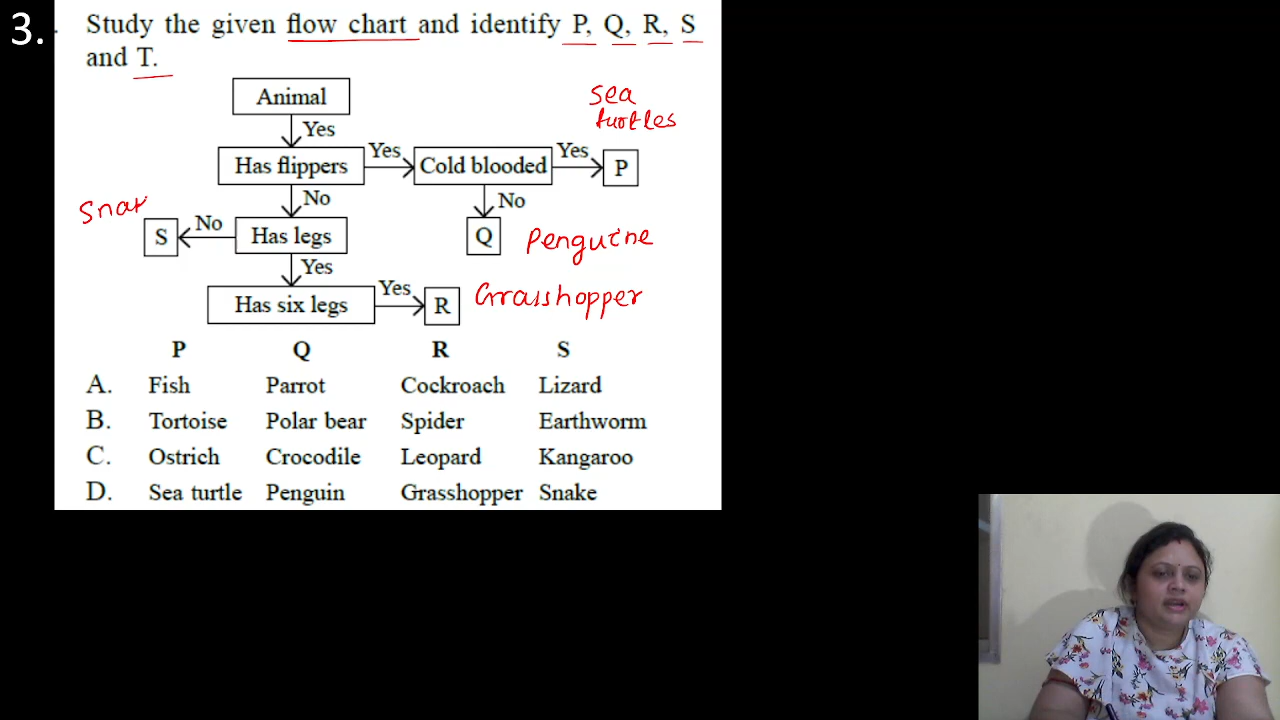 3.
Study the given flow chart and identify P, Q, R, S
and T.
Animal
sea
turtles
Yes
Has flippers Yes Cold blooded Yes P
No No
Snak
S No Has legs Q Penguine
Yes
Has six legs Yes R Grasshopper
P Q R S
A. Fish Parrot Cockroach Lizard
B. Tortoise Polar bear Spider Earthworm
C. Ostrich Crocodile Leopard Kangaroo
D. Sea turtle Penguin Grasshopper Snake